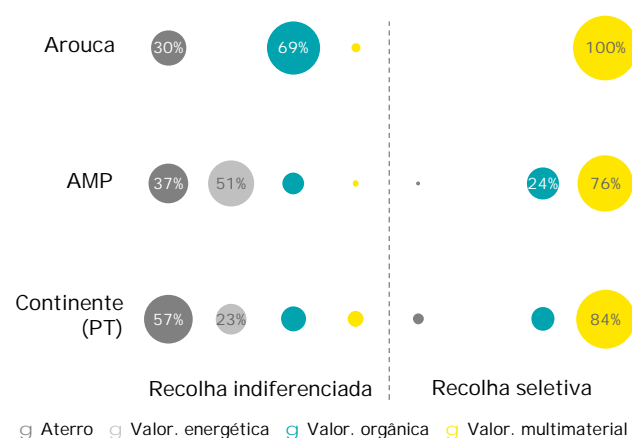 Arouca 30% 69% 100%
AMP 37% 51% 24% 76%
Continente
(PT) 57% 23% 84%
Recolha indiferenciada Recolha seletiva
g Aterro g Valor. energética g Valor. orgânica g Valor. multimaterial